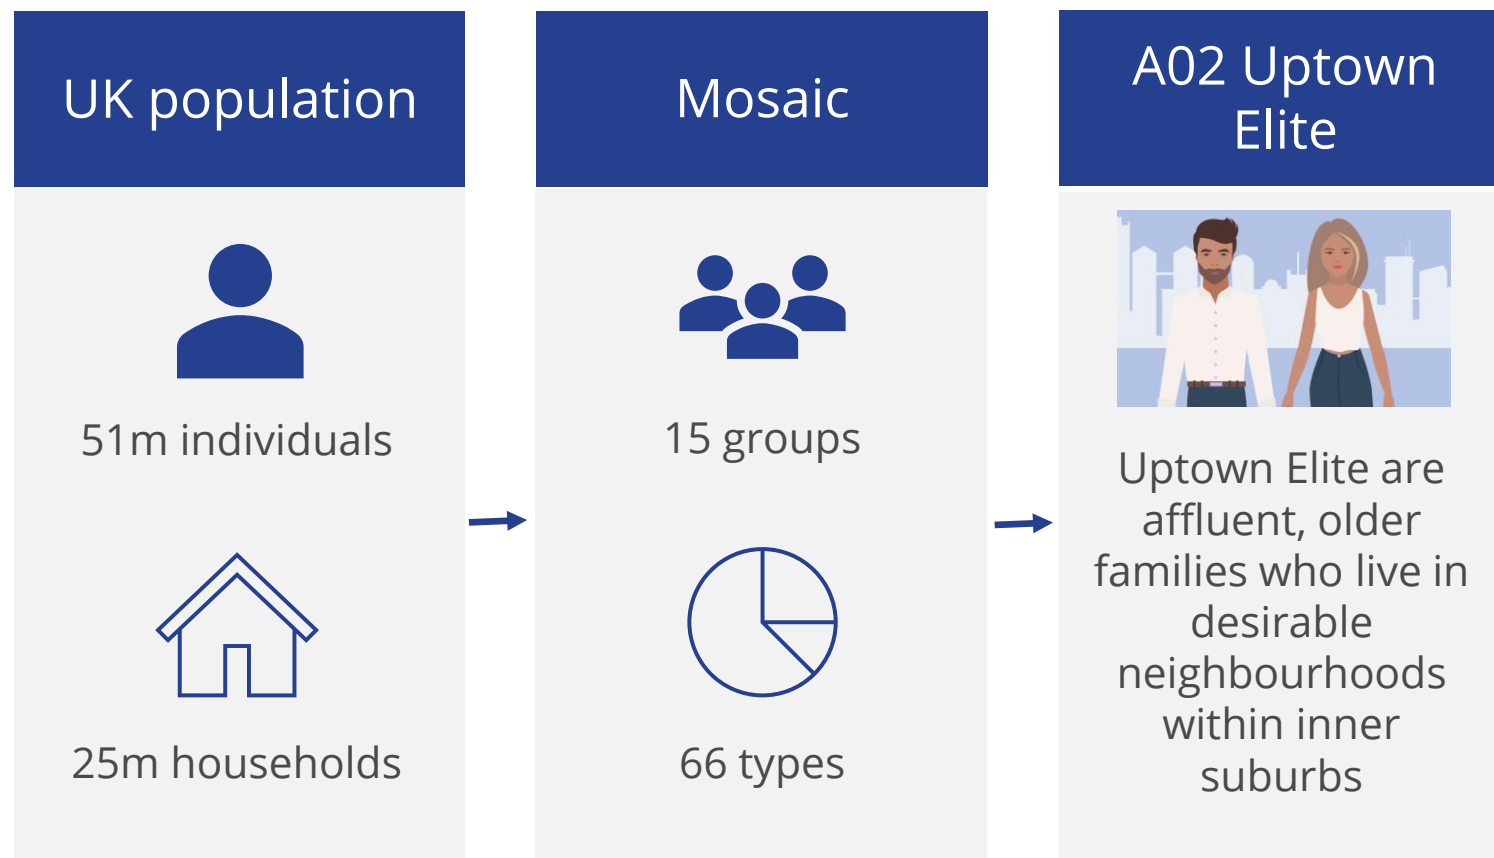 UK population
51m individuals
25m households
Mosaic
15 groups
66 types
A02 Uptown
Elite
Uptown Elite are
affluent, older
families who live in
desirable
neighbourhoods
within inner
suburbs